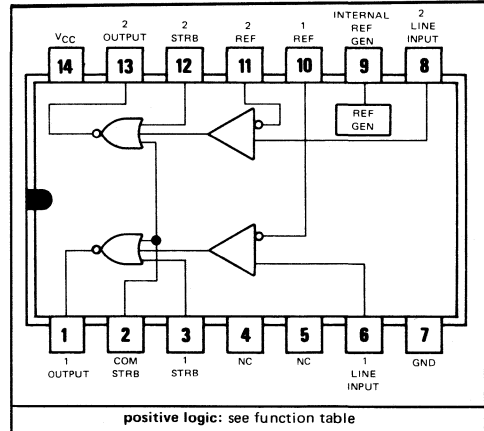 VCC
2 OUTPUT
2 STRB
2 REF
1 REF
INTERNAL REF GEN
2 LINE INPUT
14 13 12 11 10 9 8
REF GEN
1 2 3 4 5 6 7
1 OUTPUT
COM STRB
1 STRB
NC
NC
1 LINE INPUT
GND
positive logic: see function table